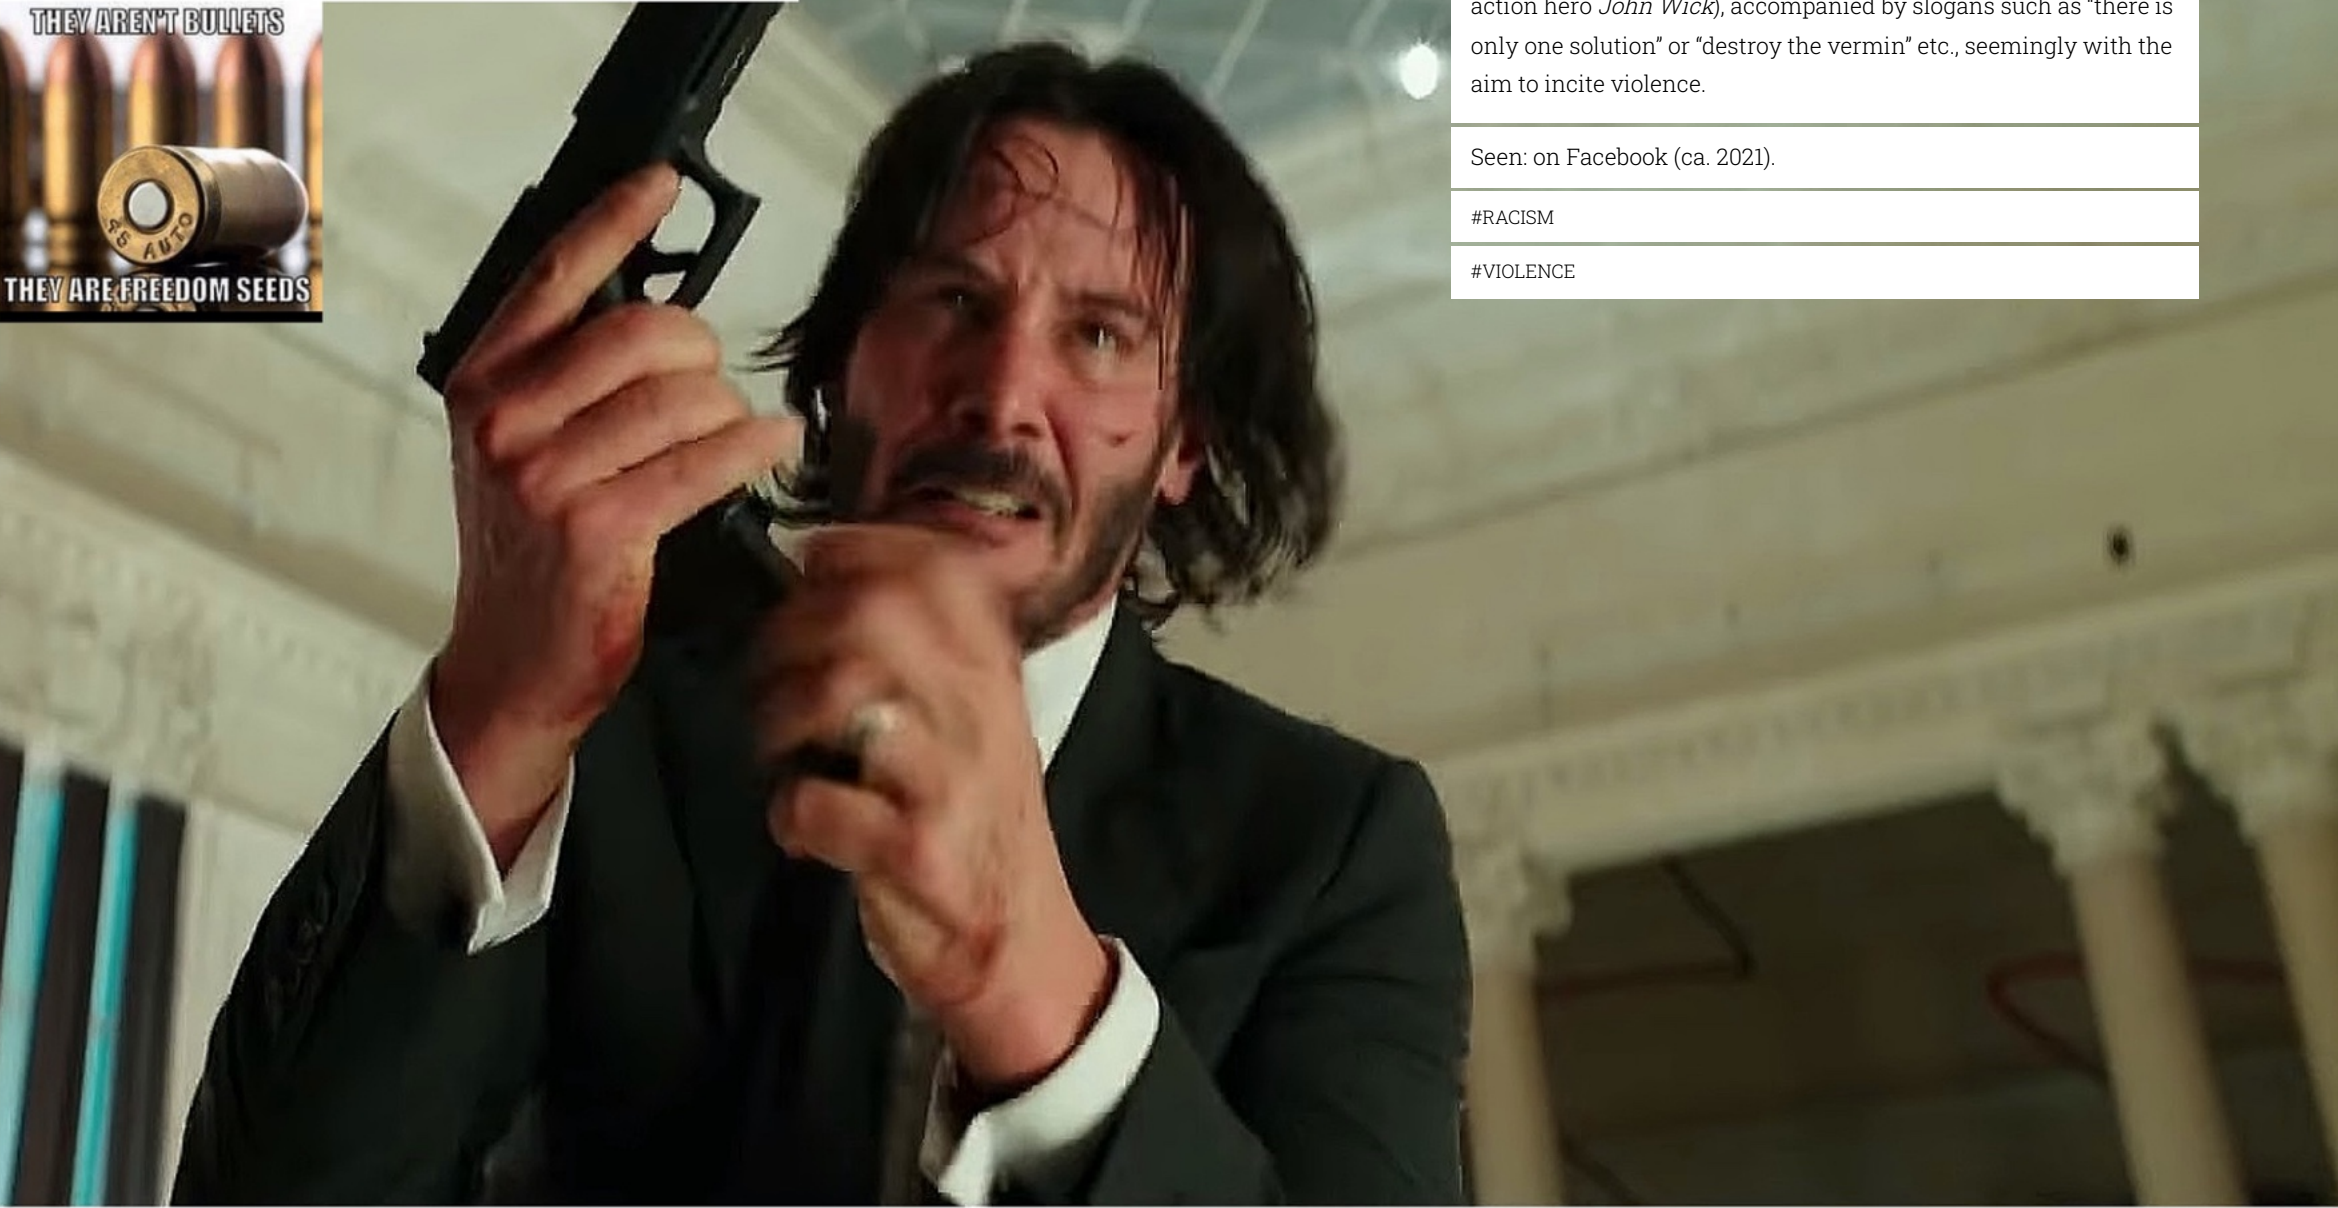 THEY AREN'T BULLETS
45 AUTO
THEY ARE FREEDOM SEEDS
action hero John Wick), accompanied by slogans such as “there is
only one solution” or “destroy the vermin” etc., seemingly with the
aim to incite violence.
Seen: on Facebook (ca. 2021).
#RACISM
#VIOLENCE